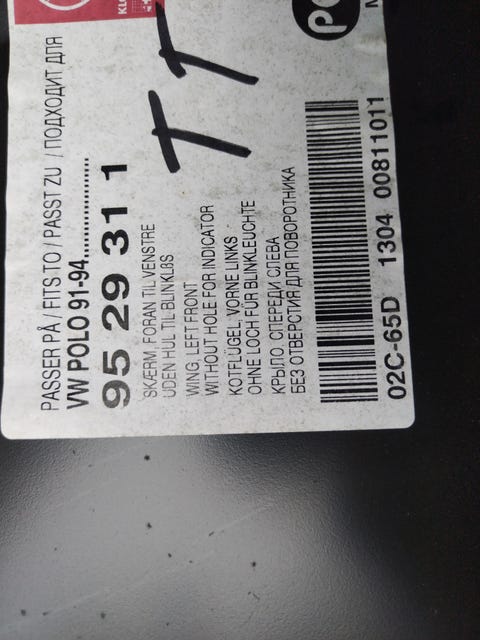 KLO
TT
PASSER PÅ / FITS TO / PASST ZU / ПОДХОДИТ ДЛЯ
VW POLO 91-94
95 29 31 1
SKÆRM, FORAN TIL VENSTRE
UDEN HUL TIL BLINKLØS
WING, LEFT FRONT
WITHOUT HOLE FOR INDICATOR
KOTFLÜGEL, VORNE LINKS
OHNE LOCH FÜR BLINKLEUCHTE
КРЫЛО, СПЕРЕДИ СЛЕВА
БЕЗ ОТВЕРСТИЯ ДЛЯ ПОВОРОТНИКА
02C-65D 1304 00811011